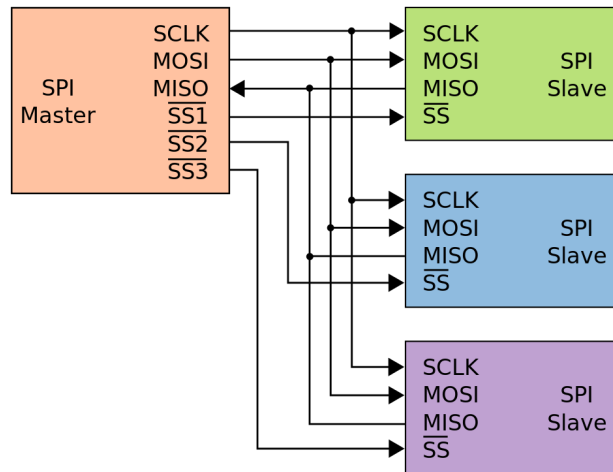 SPI
Master
SCLK
MOSI
MISO
SS1
SS2
SS3
SCLK
MOSI
MISO
SS
SPI
Slave
SCLK
MOSI
MISO
SS
SPI
Slave
SCLK
MOSI
MISO
SS
SPI
Slave